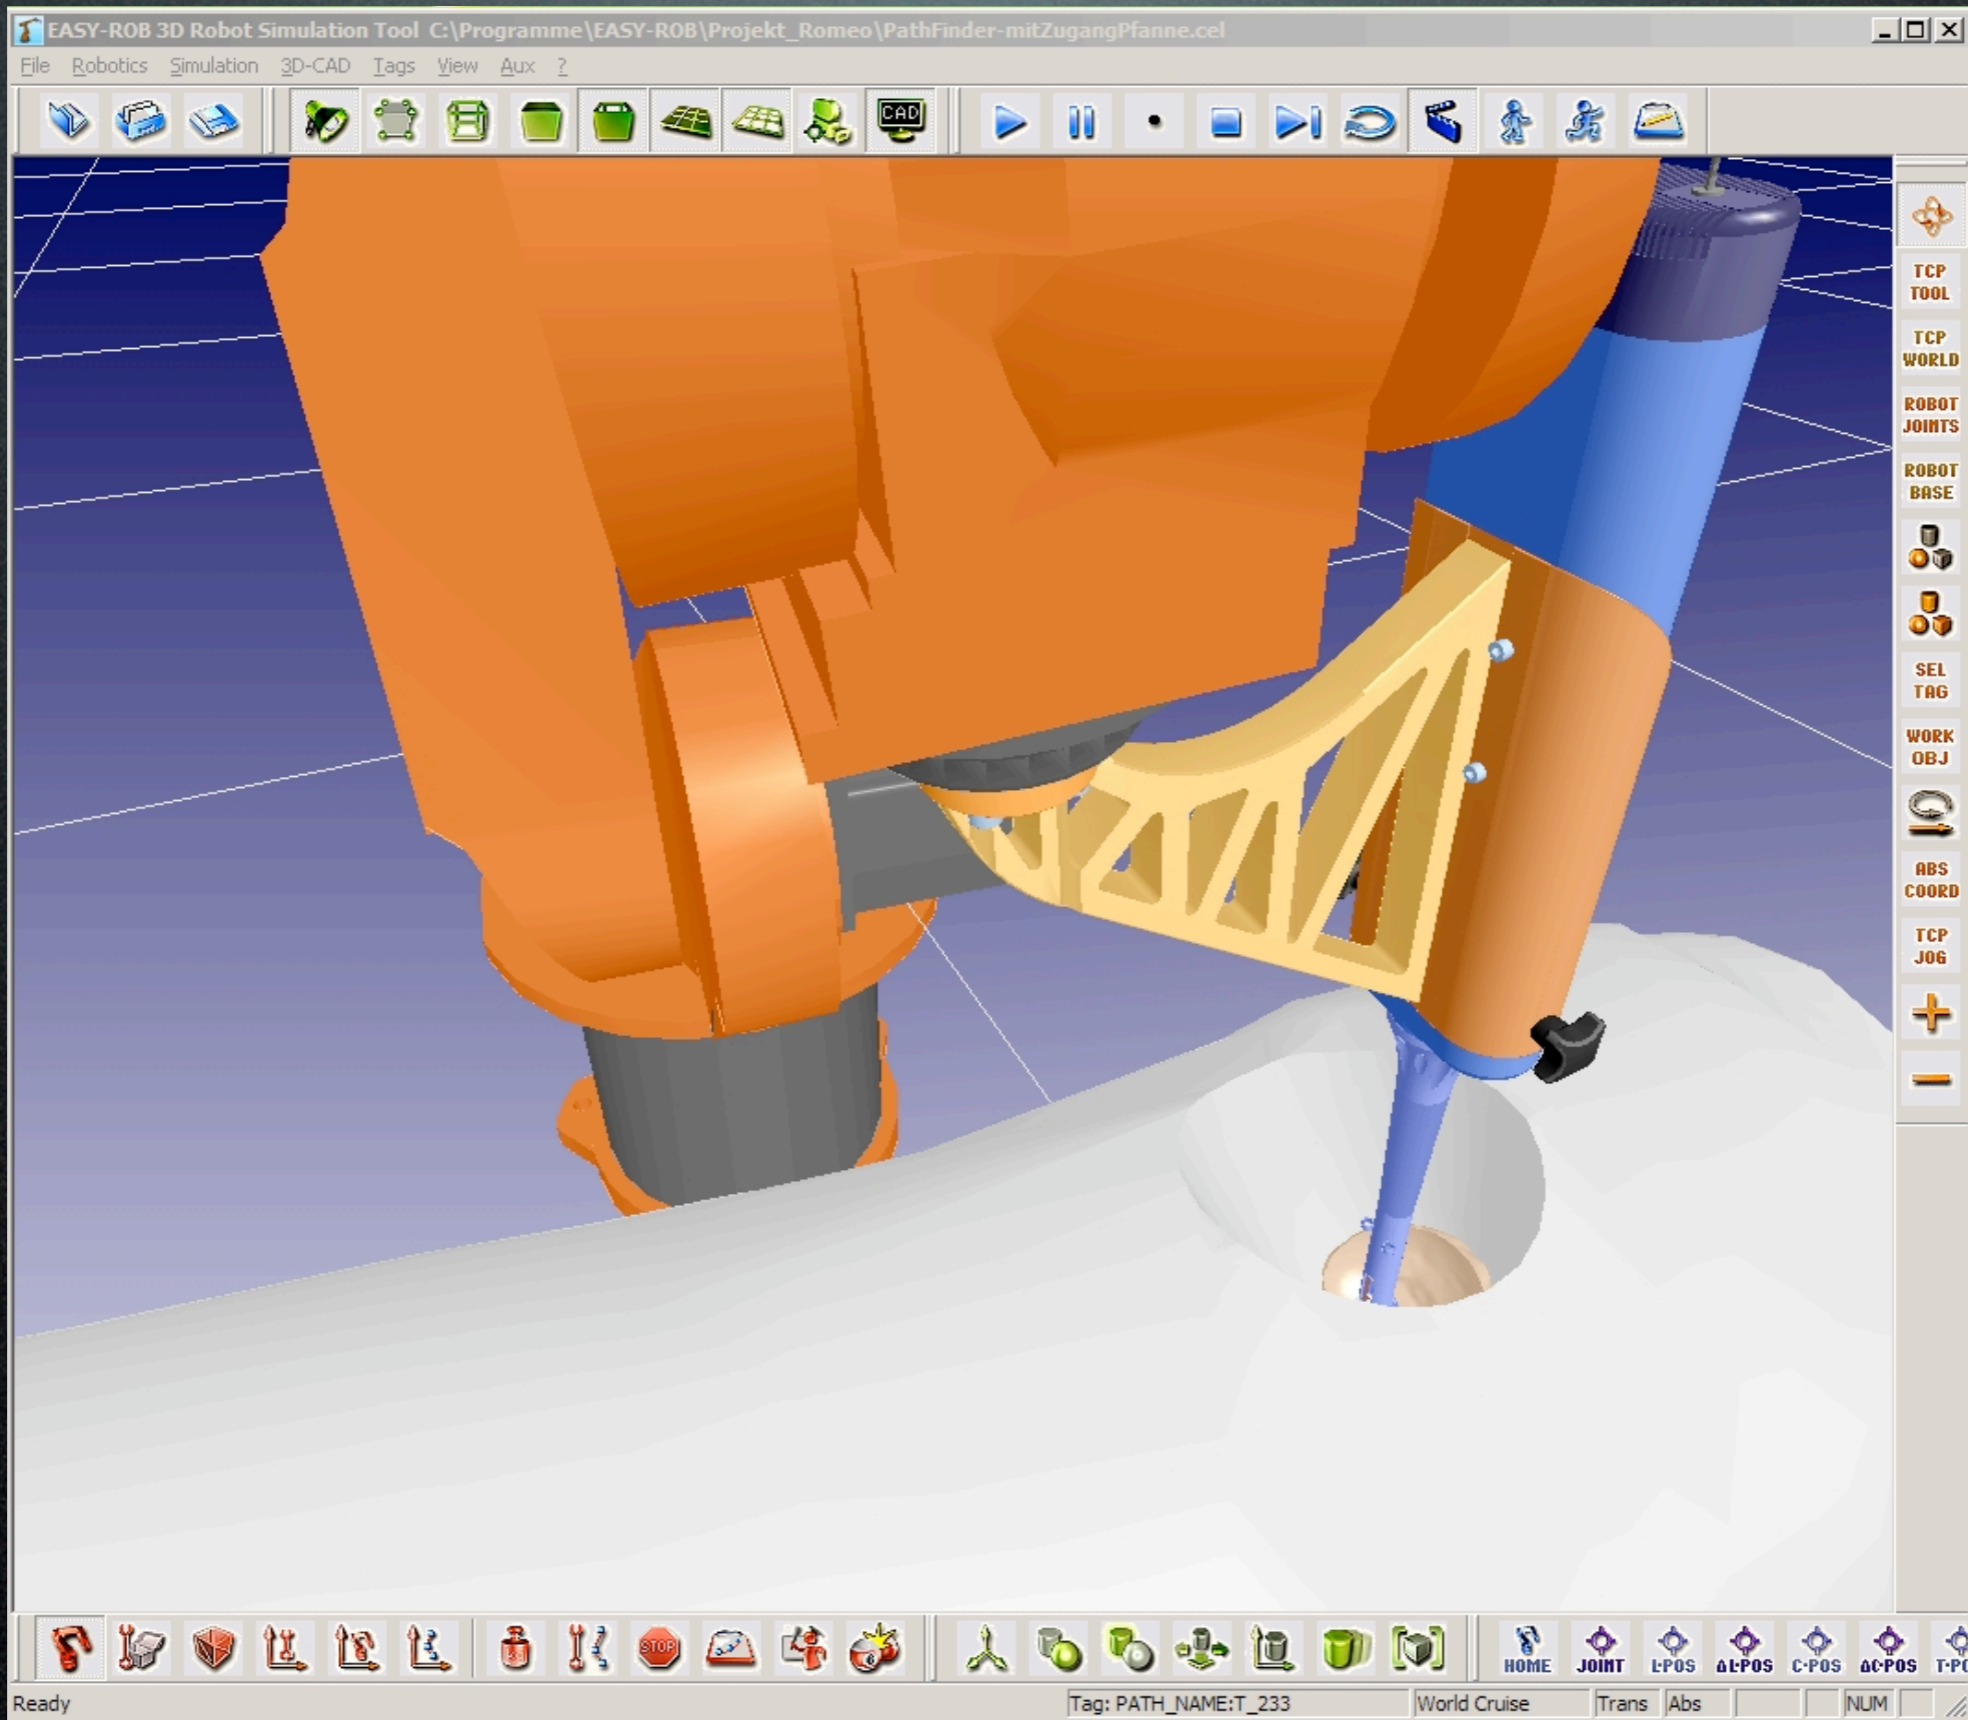 EASY-ROB 3D Robot Simulation Tool C:\Programme\EASY-ROB\Projekt_Romeo\PathFinder-mitZugangPfanne.cel
File Robotics Simulation 3D-CAD Tags View Aux ?
CAD
TCP
TOOL
TCP
WORLD
ROBOT
JOINTS
ROBOT
BASE
SEL
TAG
WORK
OBJ
ABS
COORD
TCP
JOG
STOP
HOME JOINT L-POS ΔL-POS C-POS ΔC-POS
Ready Tag: PATH_NAME:T_233 World Cruise Trans Abs NUM